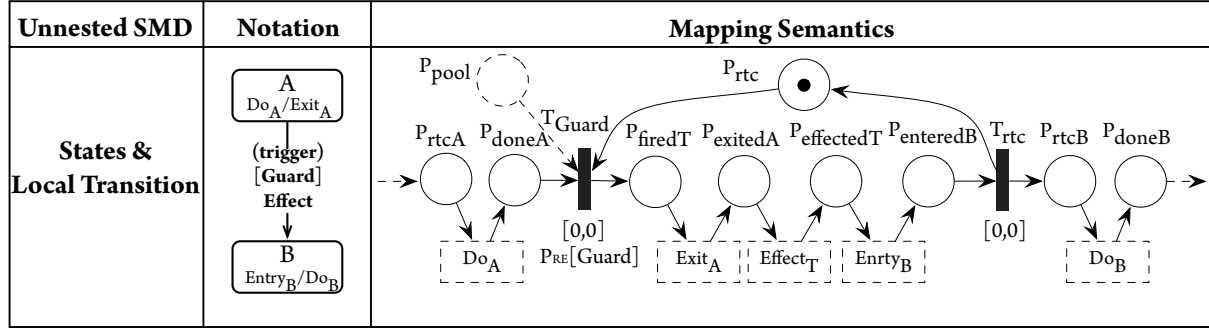 Unnested SMD
Notation
Mapping Semantics
States &
Local Transition
A
DoA/ExitA
(trigger)
[Guard]
Effect
B
EntryB/DoB
Ppool
Prtc
TGuard
PrtcA PdoneA PfiredT PexitedA PeffectedT PenteredB Trtc PrtcB PdoneB
[0,0]
PRE[Guard]
[0,0]
DoA ExitA EffectT EnrtyB DoB